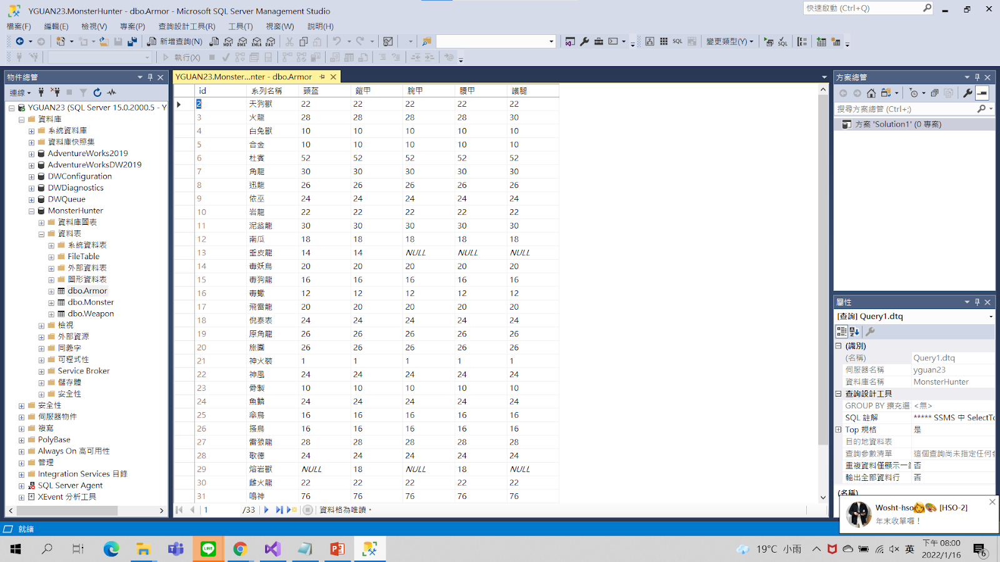 YGUAN23.MonsterHunter - dbo.Armor - Microsoft SQL Server Management Studio
快速啟動 (Ctrl+Q)
檔案(F) 編輯(E) 檢視(V) 專案(P) 查詢設計工具(R) 工具(T) 視窗(W) 說明(H)
新增查詢(N) MDX DMX XMLA DAX SQL 變更類型(Y) SQL
執行(X)
物件總管
連線
YGUAN23 (SQL Server 15.0.2000.5 - Y
資料庫
系統資料庫
資料庫快照集
AdventureWorks2019
AdventureWorksDW2019
DWConfiguration
DWDiagnostics
DWQueue
MonsterHunter
資料庫圖表
資料表
系統資料表
FileTable
外部資料表
圖形資料表
dbo.Armor
dbo.Monster
dbo.Weapon
檢視
外部資源
同義字
可程式性
Service Broker
儲存體
安全性
安全性
伺服器物件
複寫
PolyBase
Always On 高可用性
管理
Integration Services 目錄
SQL Server Agent
XEvent 分析工具
YGUAN23.Monster...nter - dbo.Armor
id 系列名稱 頭盔 鎧甲 腕甲 腰甲 護腿
2 天狗獸 22 22 22 22 22
3 火龍 28 28 28 28 30
4 白兔獸 10 10 10 10 10
5 合金 10 10 10 10 10
6 杜賓 52 52 52 52 52
7 角龍 30 30 30 30 30
8 迅龍 26 26 26 26 26
9 依巫 24 24 24 24 24
10 岩龍 22 22 22 22 22
11 泥翁龍 30 30 30 30 30
12 南瓜 18 18 18 18 18
13 垂皮龍 14 14 NULL NULL NULL
14 毒妖鳥 20 20 20 20 20
15 毒狗龍 16 16 16 16 16
16 毒蠍 12 12 12 12 12
17 飛雷龍 20 20 20 20 20
18 倪泰表 24 24 24 24 24
19 原角龍 26 26 26 26 26
20 旅團 26 26 26 26 26
21 神火裝 1 1 1 1 1
22 神風 24 24 24 24 24
23 骨製 10 10 10 10 10
24 魚鱗 24 24 24 24 24
25 傘鳥 16 16 16 16 16
26 搔鳥 16 16 16 16 16
27 雷狼龍 28 28 28 28 28
28 歌德 24 24 24 24 24
29 熔岩獸 NULL 18 NULL 18 NULL
30 雌火龍 22 22 22 22 22
31 鳴神 76 76 76 76 76
1 /33 資料格為唯讀。
方案總管
搜尋方案總管 (Ctrl+;)
方案 'Solution1' (0 專案)
屬性
[查詢] Query1.dtq
(識別)
(名稱) Query1.dtq
伺服器名稱 yguan23
資料庫名稱 MonsterHunter
查詢設計工具
GROUP BY 擴充選 <無>
SQL 註解 ***** SSMS 中 SelectTo
Top 規格 是
目的地資料表
查詢參數清單 這個查詢尚未指定任何
重複資料僅顯示一 否
輸出全部資料行 否
(名稱)
Wosht-hso👩🎨 [HSO-2]
年末收單囉！
就緒
LINE
19°C 小雨
英
下午 08:00
2022/1/16
6